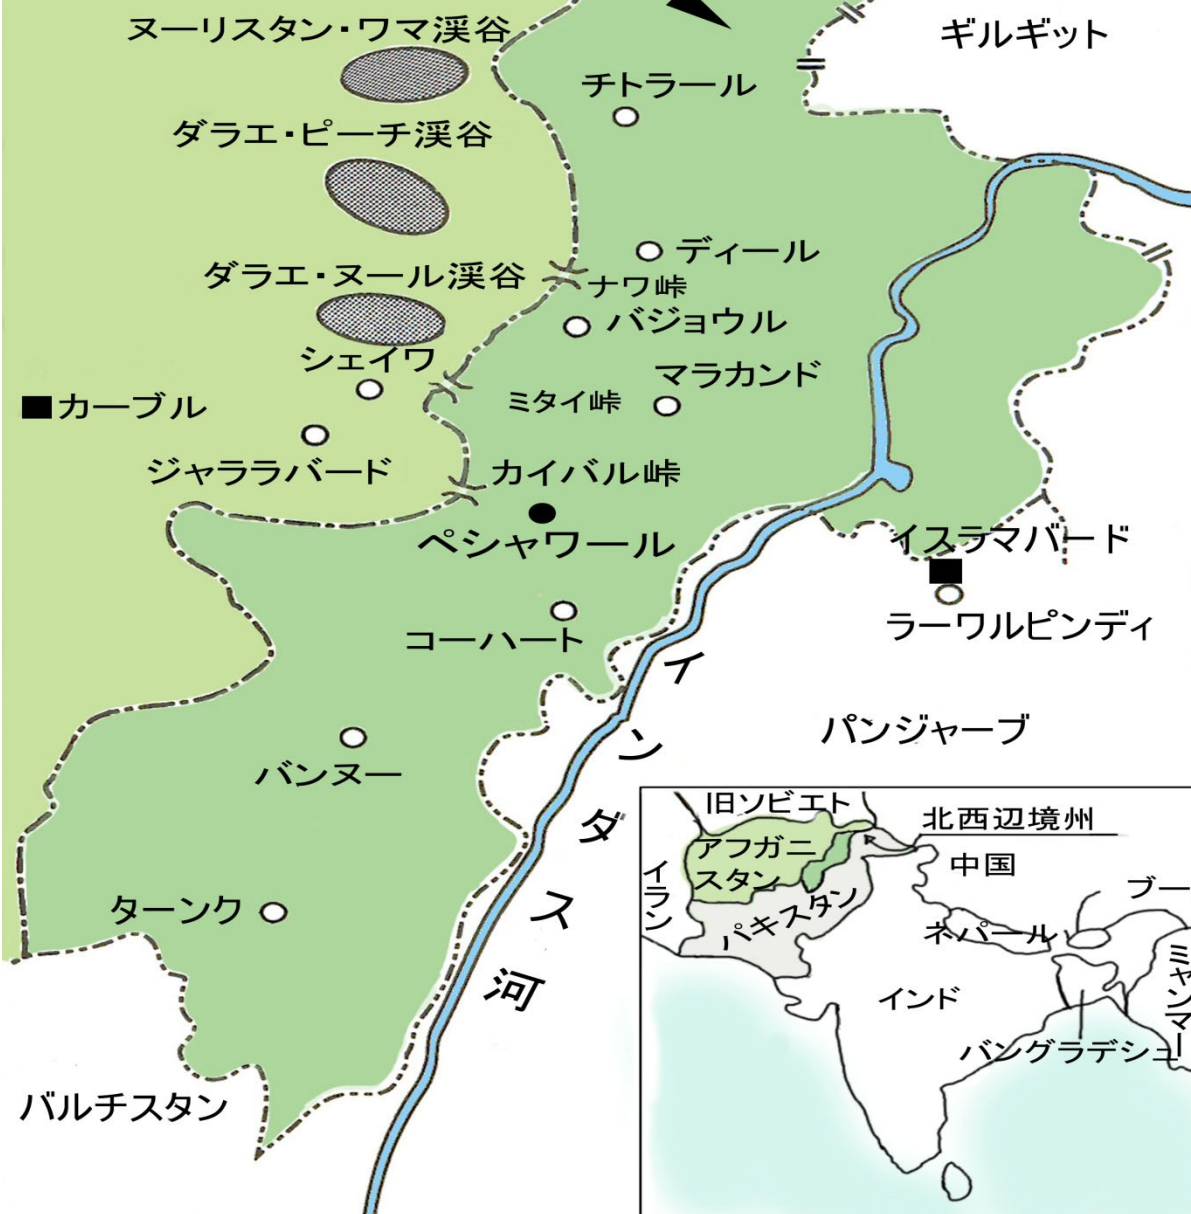 ヌーリスタン・ワマ渓谷
ギルギット
チトラール
ダラエ・ピーチ渓谷
ディール
ダラエ・ヌール渓谷
ナワ峠
バジョウル
シェイワ
マラカンド
ミタイ峠
カーブル
ジャララバード
カイバル峠
ペシャワール
イスラマバード
コーハート
ラーワルピンディ
インダス河
パンジャーブ
バンヌー
ターンク
バルチスタン
旧ソビエト
北西辺境州
アフガニ
スタン
イラン
中国
ブー
パキスタン
ネパール
ミャンマー
インド
バングラデシュ